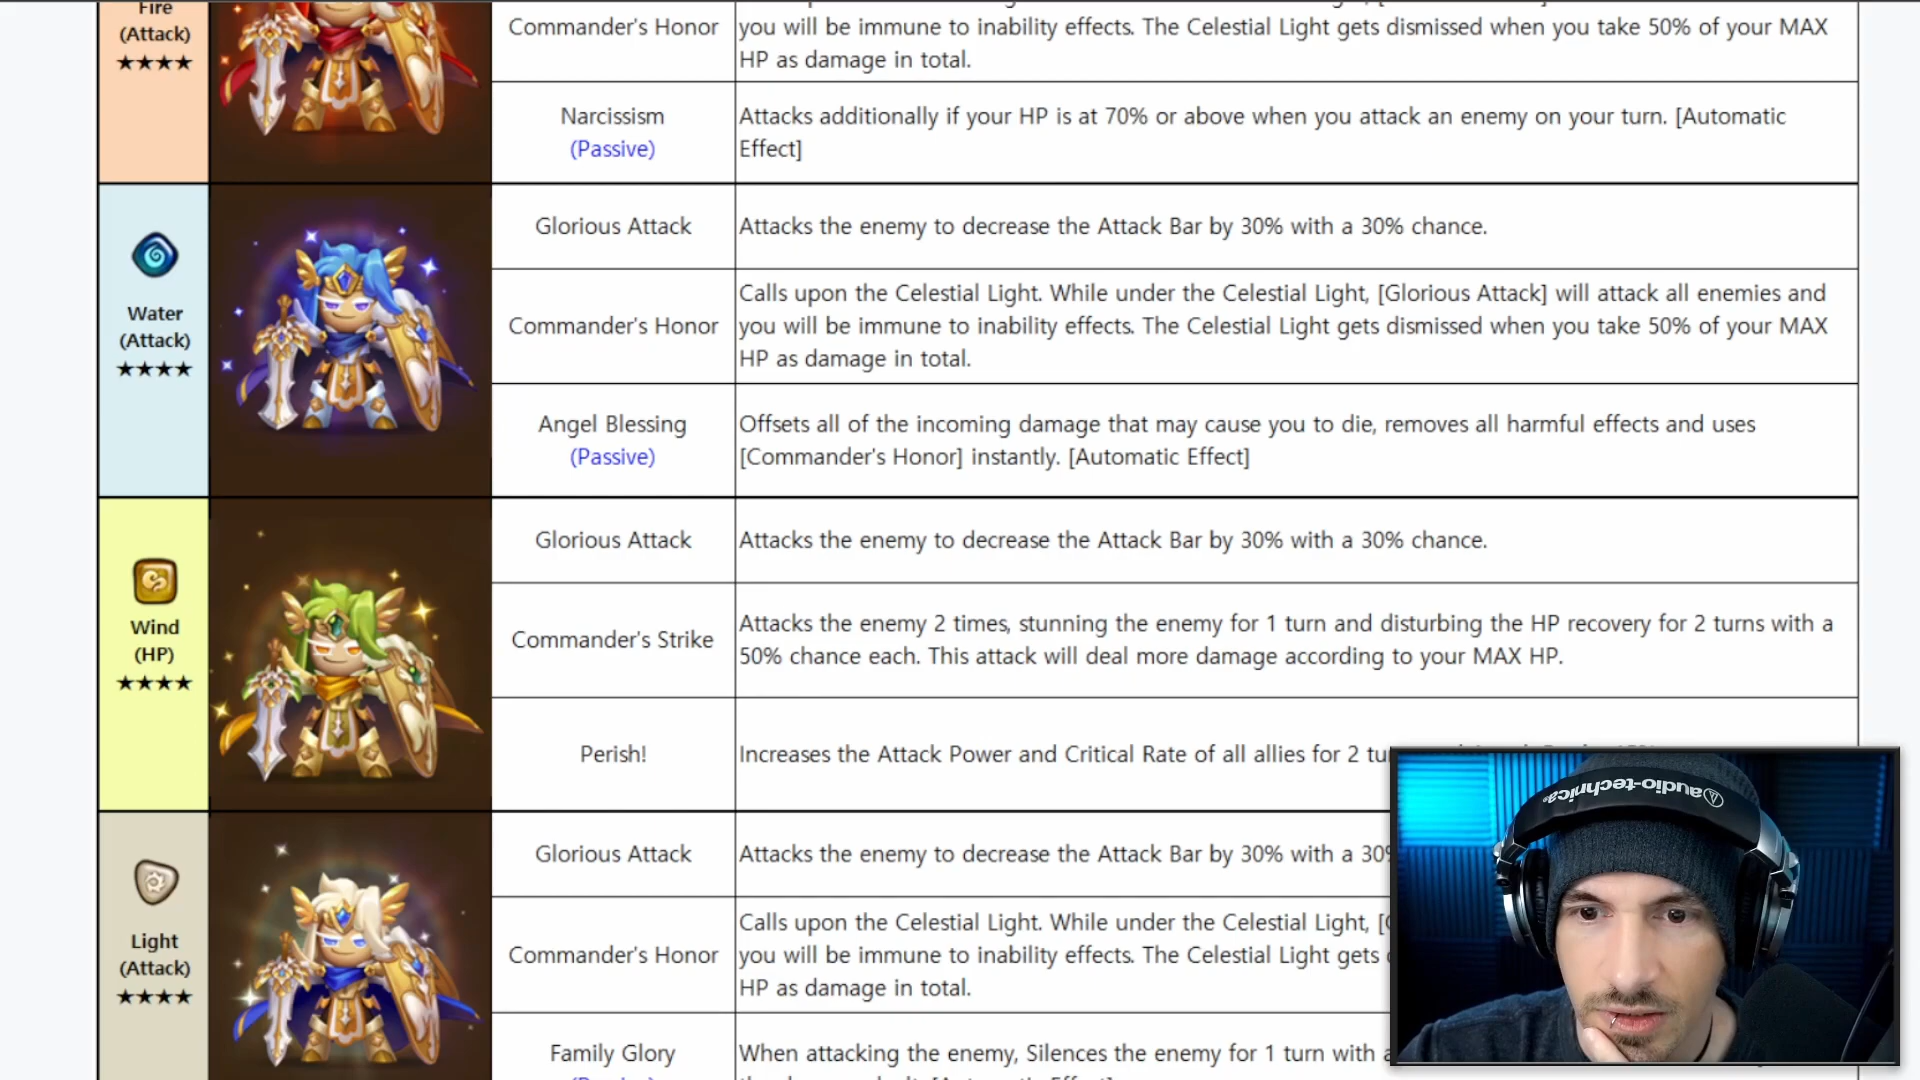 Fire
(Attack)
★★★★
Commander's Honor
you will be immune to inability effects. The Celestial Light gets dismissed when you take 50% of your MAX
HP as damage in total.
Narcissism
(Passive)
Attacks additionally if your HP is at 70% or above when you attack an enemy on your turn. [Automatic
Effect]
Water
(Attack)
★★★★
Glorious Attack
Attacks the enemy to decrease the Attack Bar by 30% with a 30% chance.
Commander's Honor
Calls upon the Celestial Light. While under the Celestial Light, [Glorious Attack] will attack all enemies and
you will be immune to inability effects. The Celestial Light gets dismissed when you take 50% of your MAX
HP as damage in total.
Angel Blessing
(Passive)
Offsets all of the incoming damage that may cause you to die, removes all harmful effects and uses
[Commander's Honor] instantly. [Automatic Effect]
Wind
(HP)
★★★★
Glorious Attack
Attacks the enemy to decrease the Attack Bar by 30% with a 30% chance.
Commander's Strike
Attacks the enemy 2 times, stunning the enemy for 1 turn and disturbing the HP recovery for 2 turns with a
50% chance each. This attack will deal more damage according to your MAX HP.
Perish!
Increases the Attack Power and Critical Rate of all allies for 2
Light
(Attack)
★★★★
Glorious Attack
Attacks the enemy to decrease the Attack Bar by 30% with a
Commander's Honor
Calls upon the Celestial Light. While under the Celestial Light,
you will be immune to inability effects. The Celestial Light gets
HP as damage in total.
Family Glory
When attacking the enemy, Silences the enemy for 1 turn with
audio-technica